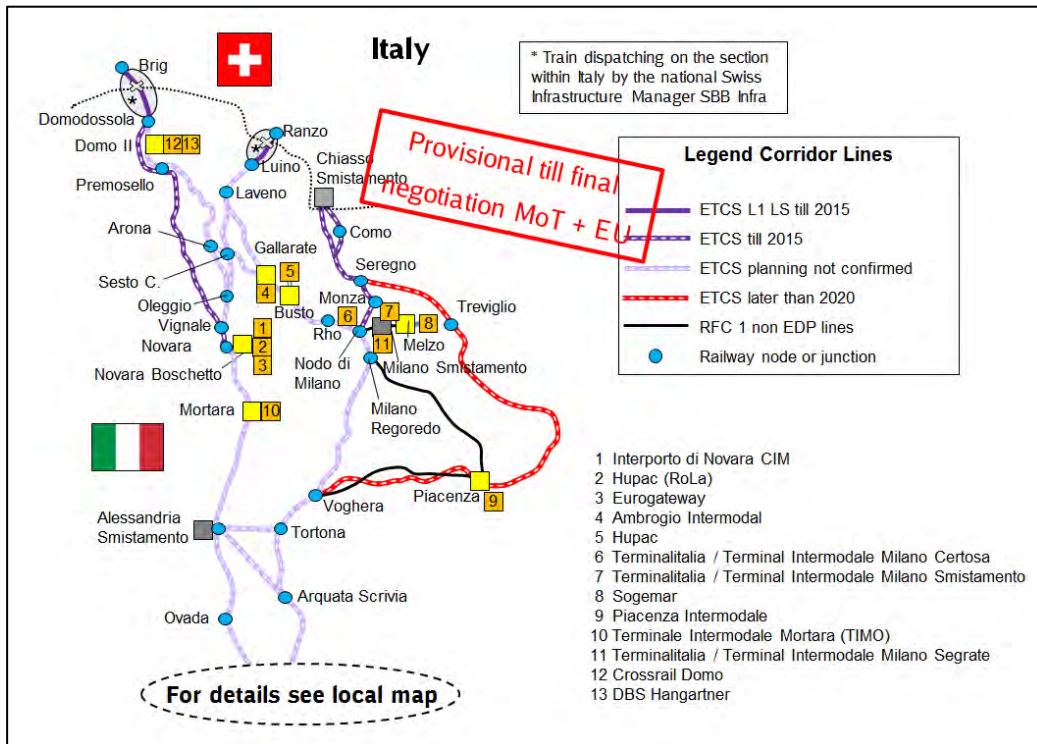 Italy
* Train dispatching on the section
within Italy by the national Swiss
Infrastructure Manager SBB Infra
Brig
*
Domodossola
Domo II
12 13
Premosello
Ranzo
*
Luino
Chiasso
Smistamento
Laveno
Provisional till final
negotiation MoT + EU
Legend Corridor Lines
ETCS L1 LS till 2015
ETCS till 2015
ETCS planning not confirmed
ETCS later than 2020
RFC 1 non EDP lines
Railway node or junction
Arona
Como
Gallarate
5
4
Busto
Sesto C.
Seregno
Oleggio
Monza
Treviglio
Vignale
Novara
1
2
3
6
7
8
Rho
Melzo
11
Nodo di
Milano
Milano Smistamento
Novara Boschetto
Mortara
10
Milano
Regoredo
Piacenza
9
Voghera
Alessandria
Smistamento
Tortona
Arquata Scrivia
Ovada
For details see local map
1 Interporto di Novara CIM
2 Hupac (RoLa)
3 Eurogateway
4 Ambrogio Intermodal
5 Hupac
6 Terminalitalia / Terminal Intermodale Milano Certosa
7 Terminalitalia / Terminal Intermodale Milano Smistamento
8 Sogemar
9 Piacenza Intermodale
10 Terminale Intermodale Mortara (TIMO)
11 Terminalitalia / Terminal Intermodale Milano Segrate
12 Crossrail Domo
13 DBS Hangartner